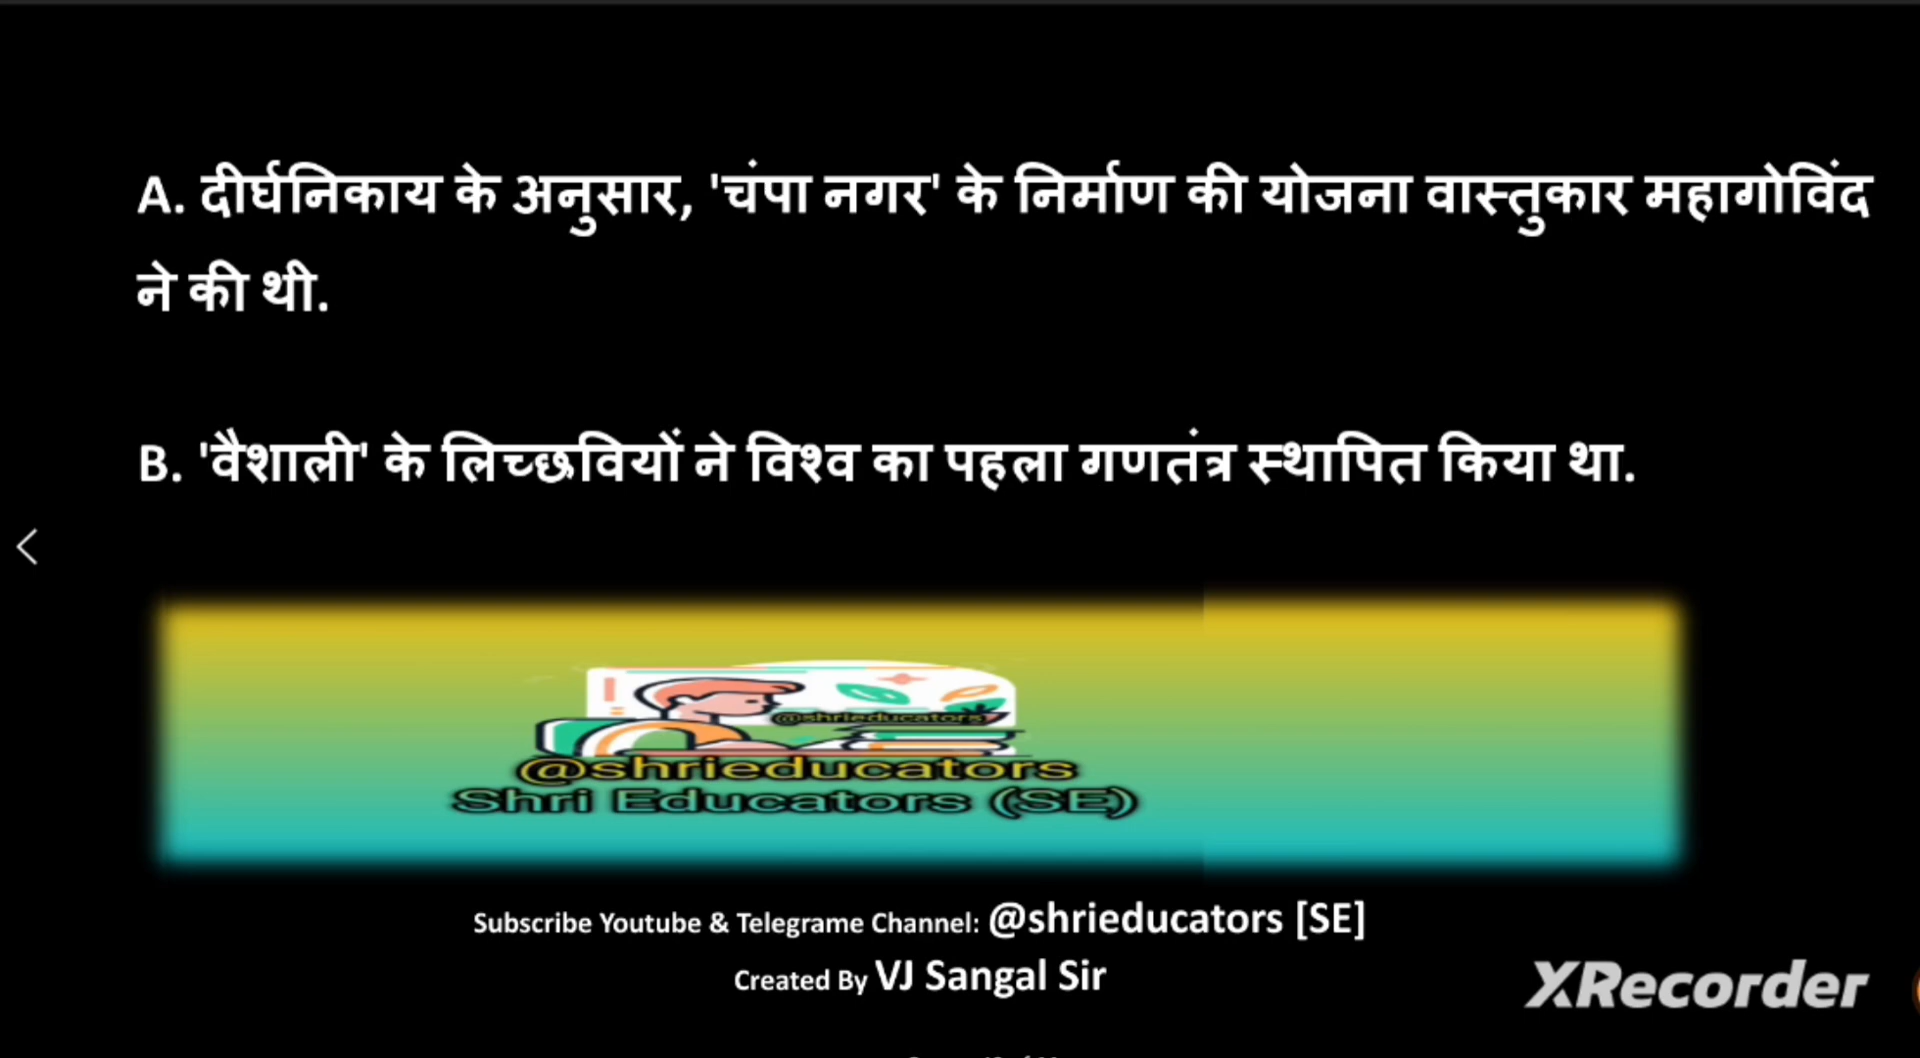 A. दीर्घनिकाय के अनुसार, 'चंपा नगर' के निर्माण की योजना वास्तुकार महागोविंद
ने की थी.
B. 'वैशाली' के लिच्छवियों ने विश्व का पहला गणतंत्र स्थापित किया था.
@shrieducators
@shrieducators
Shri Educators (SE)
Subscribe Youtube & Telegrame Channel: @shrieducators [SE]
Created By VJ Sangal Sir
XRecorder